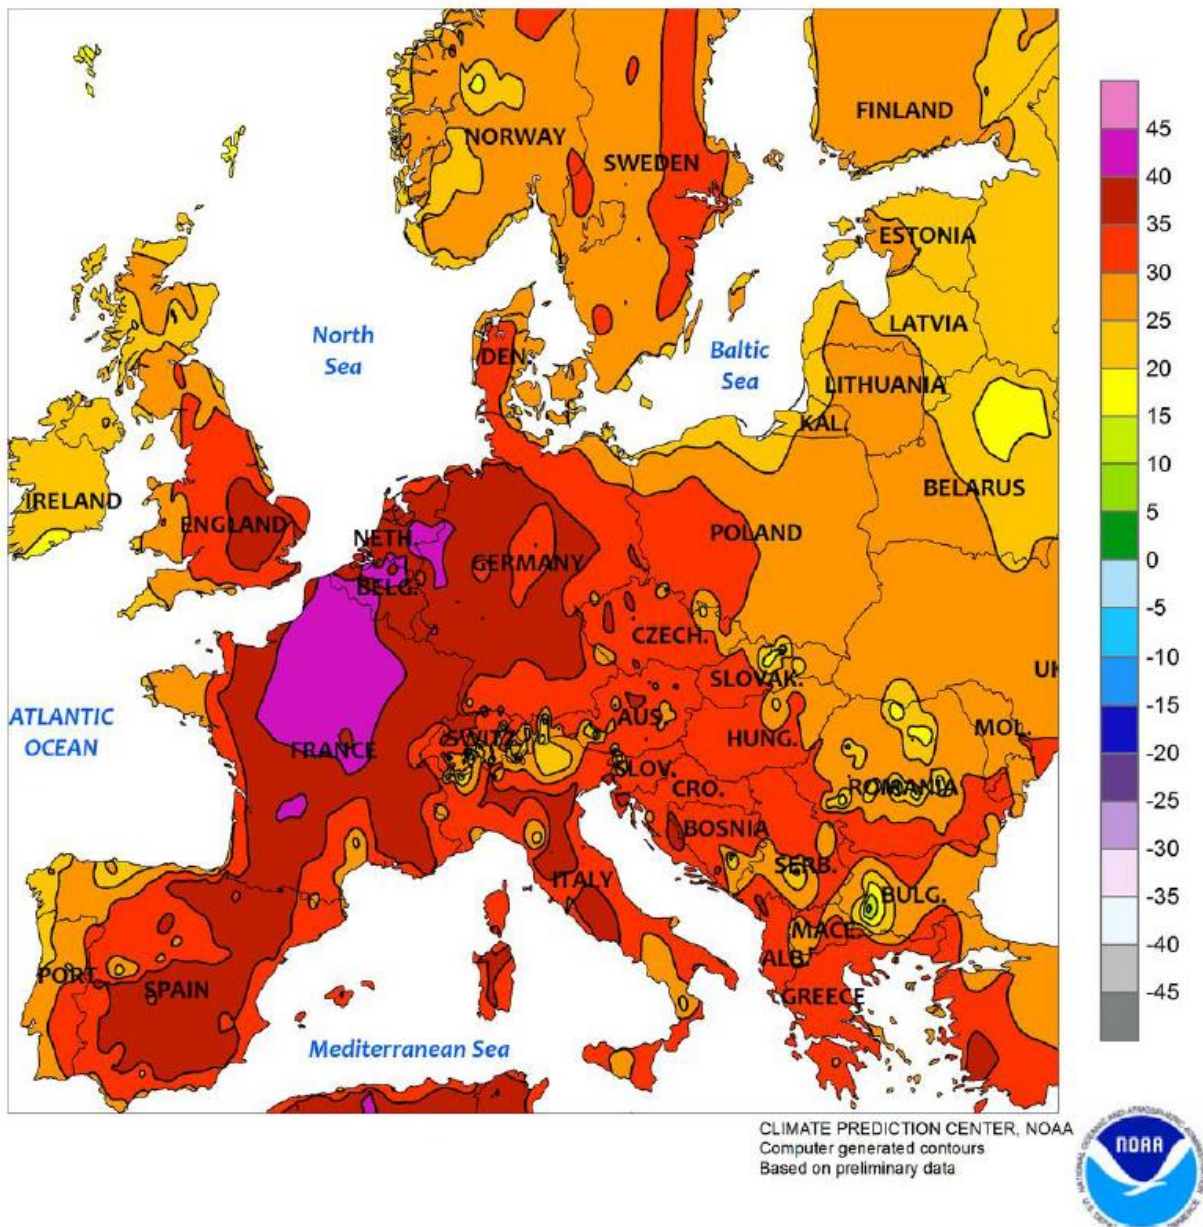 FINLAND
NORWAY
SWEDEN
ESTONIA
LATVIA
North
Sea
Baltic
Sea
DEN.
LITHUANIA
KAL.
IRELAND
ENGLAND
BELARUS
NETH.
GERMANY
POLAND
BELG.
CZECH.
SLOVAK.
UK
ATLANTIC
OCEAN
FRANCE
SWITZ.
AUS.
HUNG.
MOL.
SLOV.
CRO.
ROMANIA
BOSNIA
SERB.
ITALY
BULG.
MACE.
ALB.
PORT.
SPAIN
GREECE
Mediterranean Sea
45
40
35
30
25
20
15
10
5
0
-5
-10
-15
-20
-25
-30
-35
-40
-45
CLIMATE PREDICTION CENTER, NOAA
Computer generated contours
Based on preliminary data
NOAA